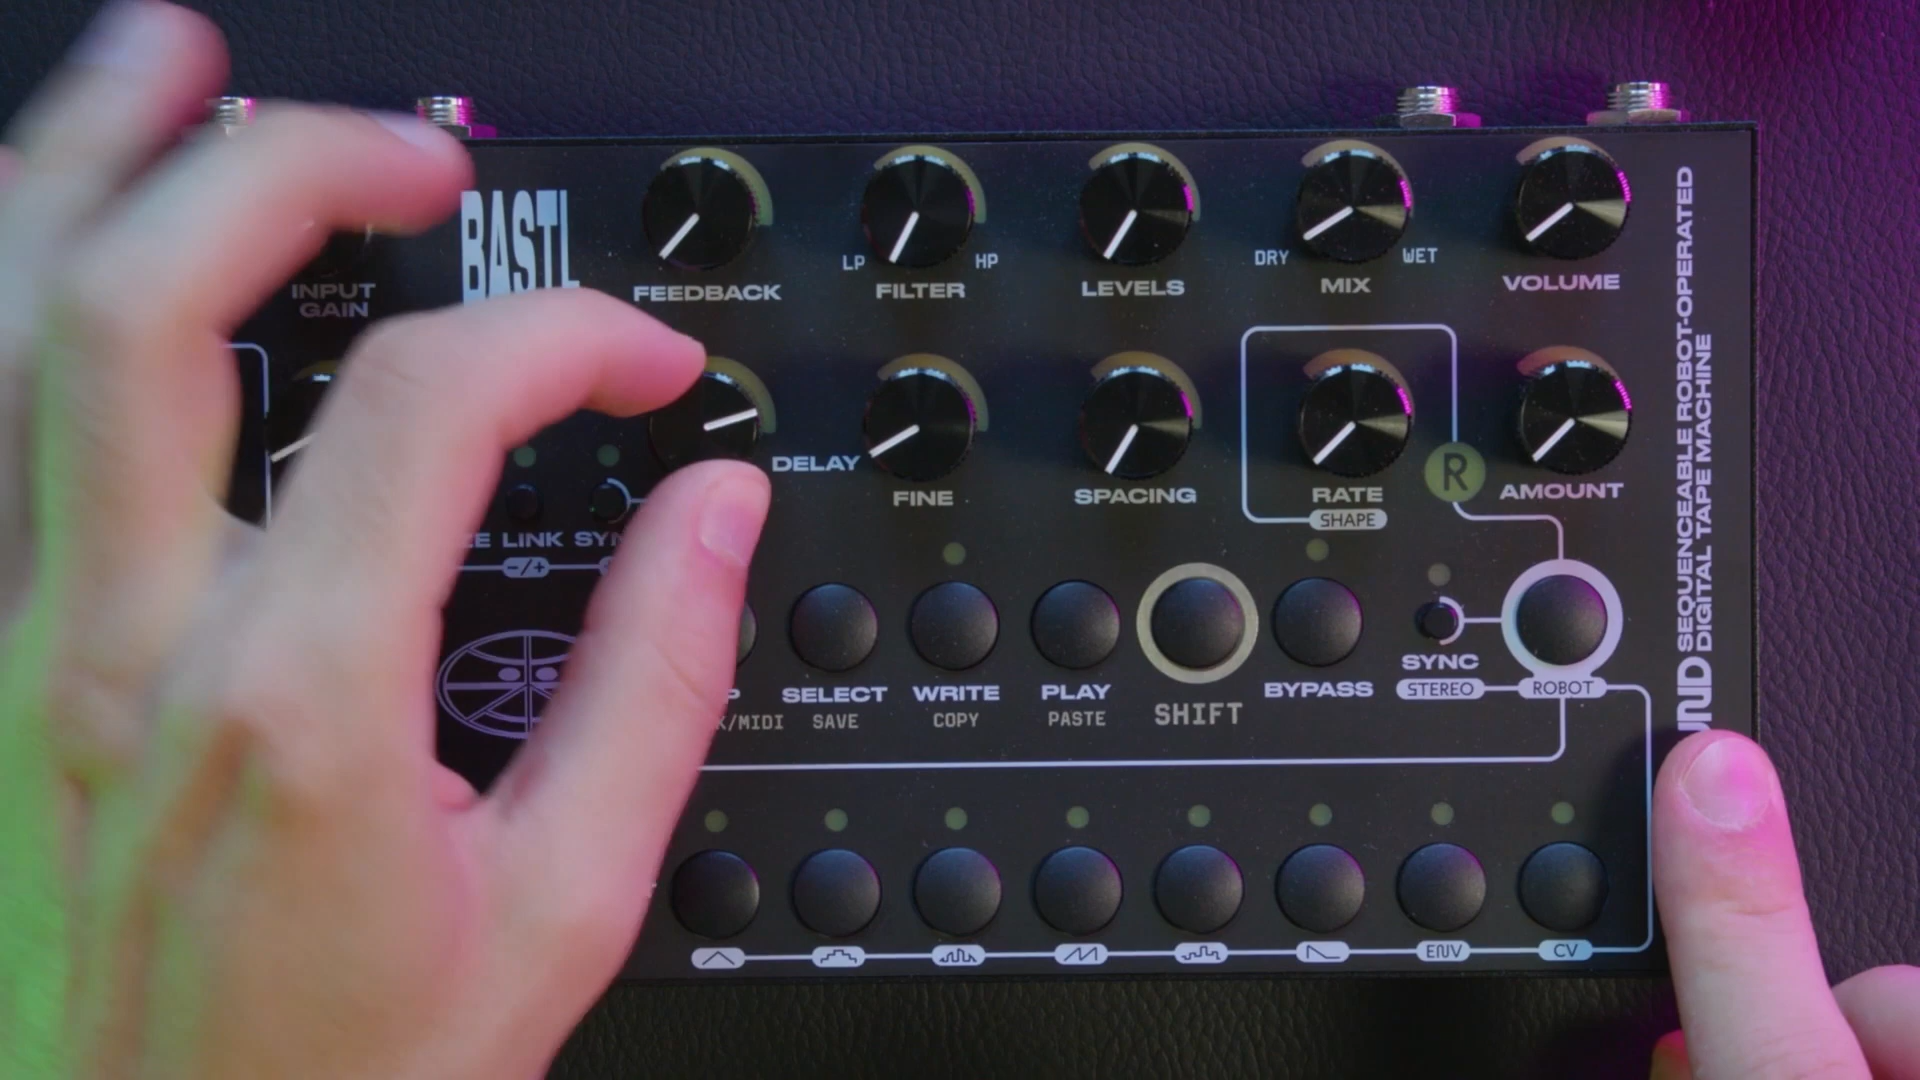 BASTL
INPUT
GAIN
FEEDBACK
LP
HP
FILTER
LEVELS
DRY
WET
MIX
VOLUME
DELAY
FINE
SPACING
RATE
SHAPE
R
AMOUNT
SEQUENCEABLE ROBOT-OPERATED
DIGITAL TAPE MACHINE
LINK
-/+
SELECT
SAVE
WRITE
COPY
PLAY
PASTE
SHIFT
BYPASS
SYNC
STEREO
ROBOT
K/MIDI
ENV
CV